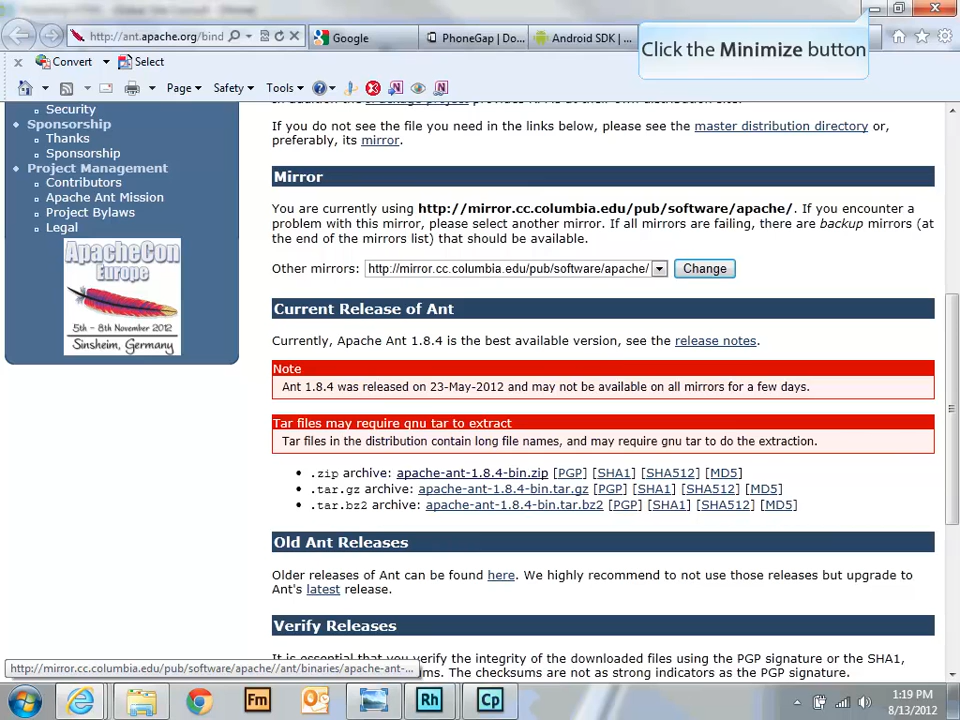 http://ant.apache.org/bind
Google
PhoneGap | Do...
Android SDK | ...
Click the Minimize button
Convert
Select
Page
Safety
Tools
Security
Sponsorship
Thanks
Sponsorship
Project Management
Contributors
Apache Ant Mission
Project Bylaws
Legal
ApacheCon
Europe
5th - 8th November 2012
Sinsheim, Germany
If you do not see the file you need in the links below, please see the master distribution directory or,
preferably, its mirror.
Mirror
You are currently using http://mirror.cc.columbia.edu/pub/software/apache/. If you encounter a
problem with this mirror, please select another mirror. If all mirrors are failing, there are backup mirrors (at
the end of the mirrors list) that should be available.
Other mirrors: http://mirror.cc.columbia.edu/pub/software/apache/ Change
Current Release of Ant
Currently, Apache Ant 1.8.4 is the best available version, see the release notes.
Note
Ant 1.8.4 was released on 23-May-2012 and may not be available on all mirrors for a few days.
Tar files may require gnu tar to extract
Tar files in the distribution contain long file names, and may require gnu tar to do the extraction.
.zip archive: apache-ant-1.8.4-bin.zip [PGP] [SHA1] [SHA512] [MD5]
.tar.gz archive: apache-ant-1.8.4-bin.tar.gz [PGP] [SHA1] [SHA512] [MD5]
.tar.bz2 archive: apache-ant-1.8.4-bin.tar.bz2 [PGP] [SHA1] [SHA512] [MD5]
Old Ant Releases
Older releases of Ant can be found here. We highly recommend to not use those releases but upgrade to
Ant's latest release.
Verify Releases
It is essential that you verify the integrity of the downloaded files using the PGP signature or the SHA1,
http://mirror.cc.columbia.edu/pub/software/apache//ant/binaries/apache-ant-...
ms. The checksums are not as strong indicators as the PGP signature.
Fm
Rh
Cp
1:19 PM
8/13/2012